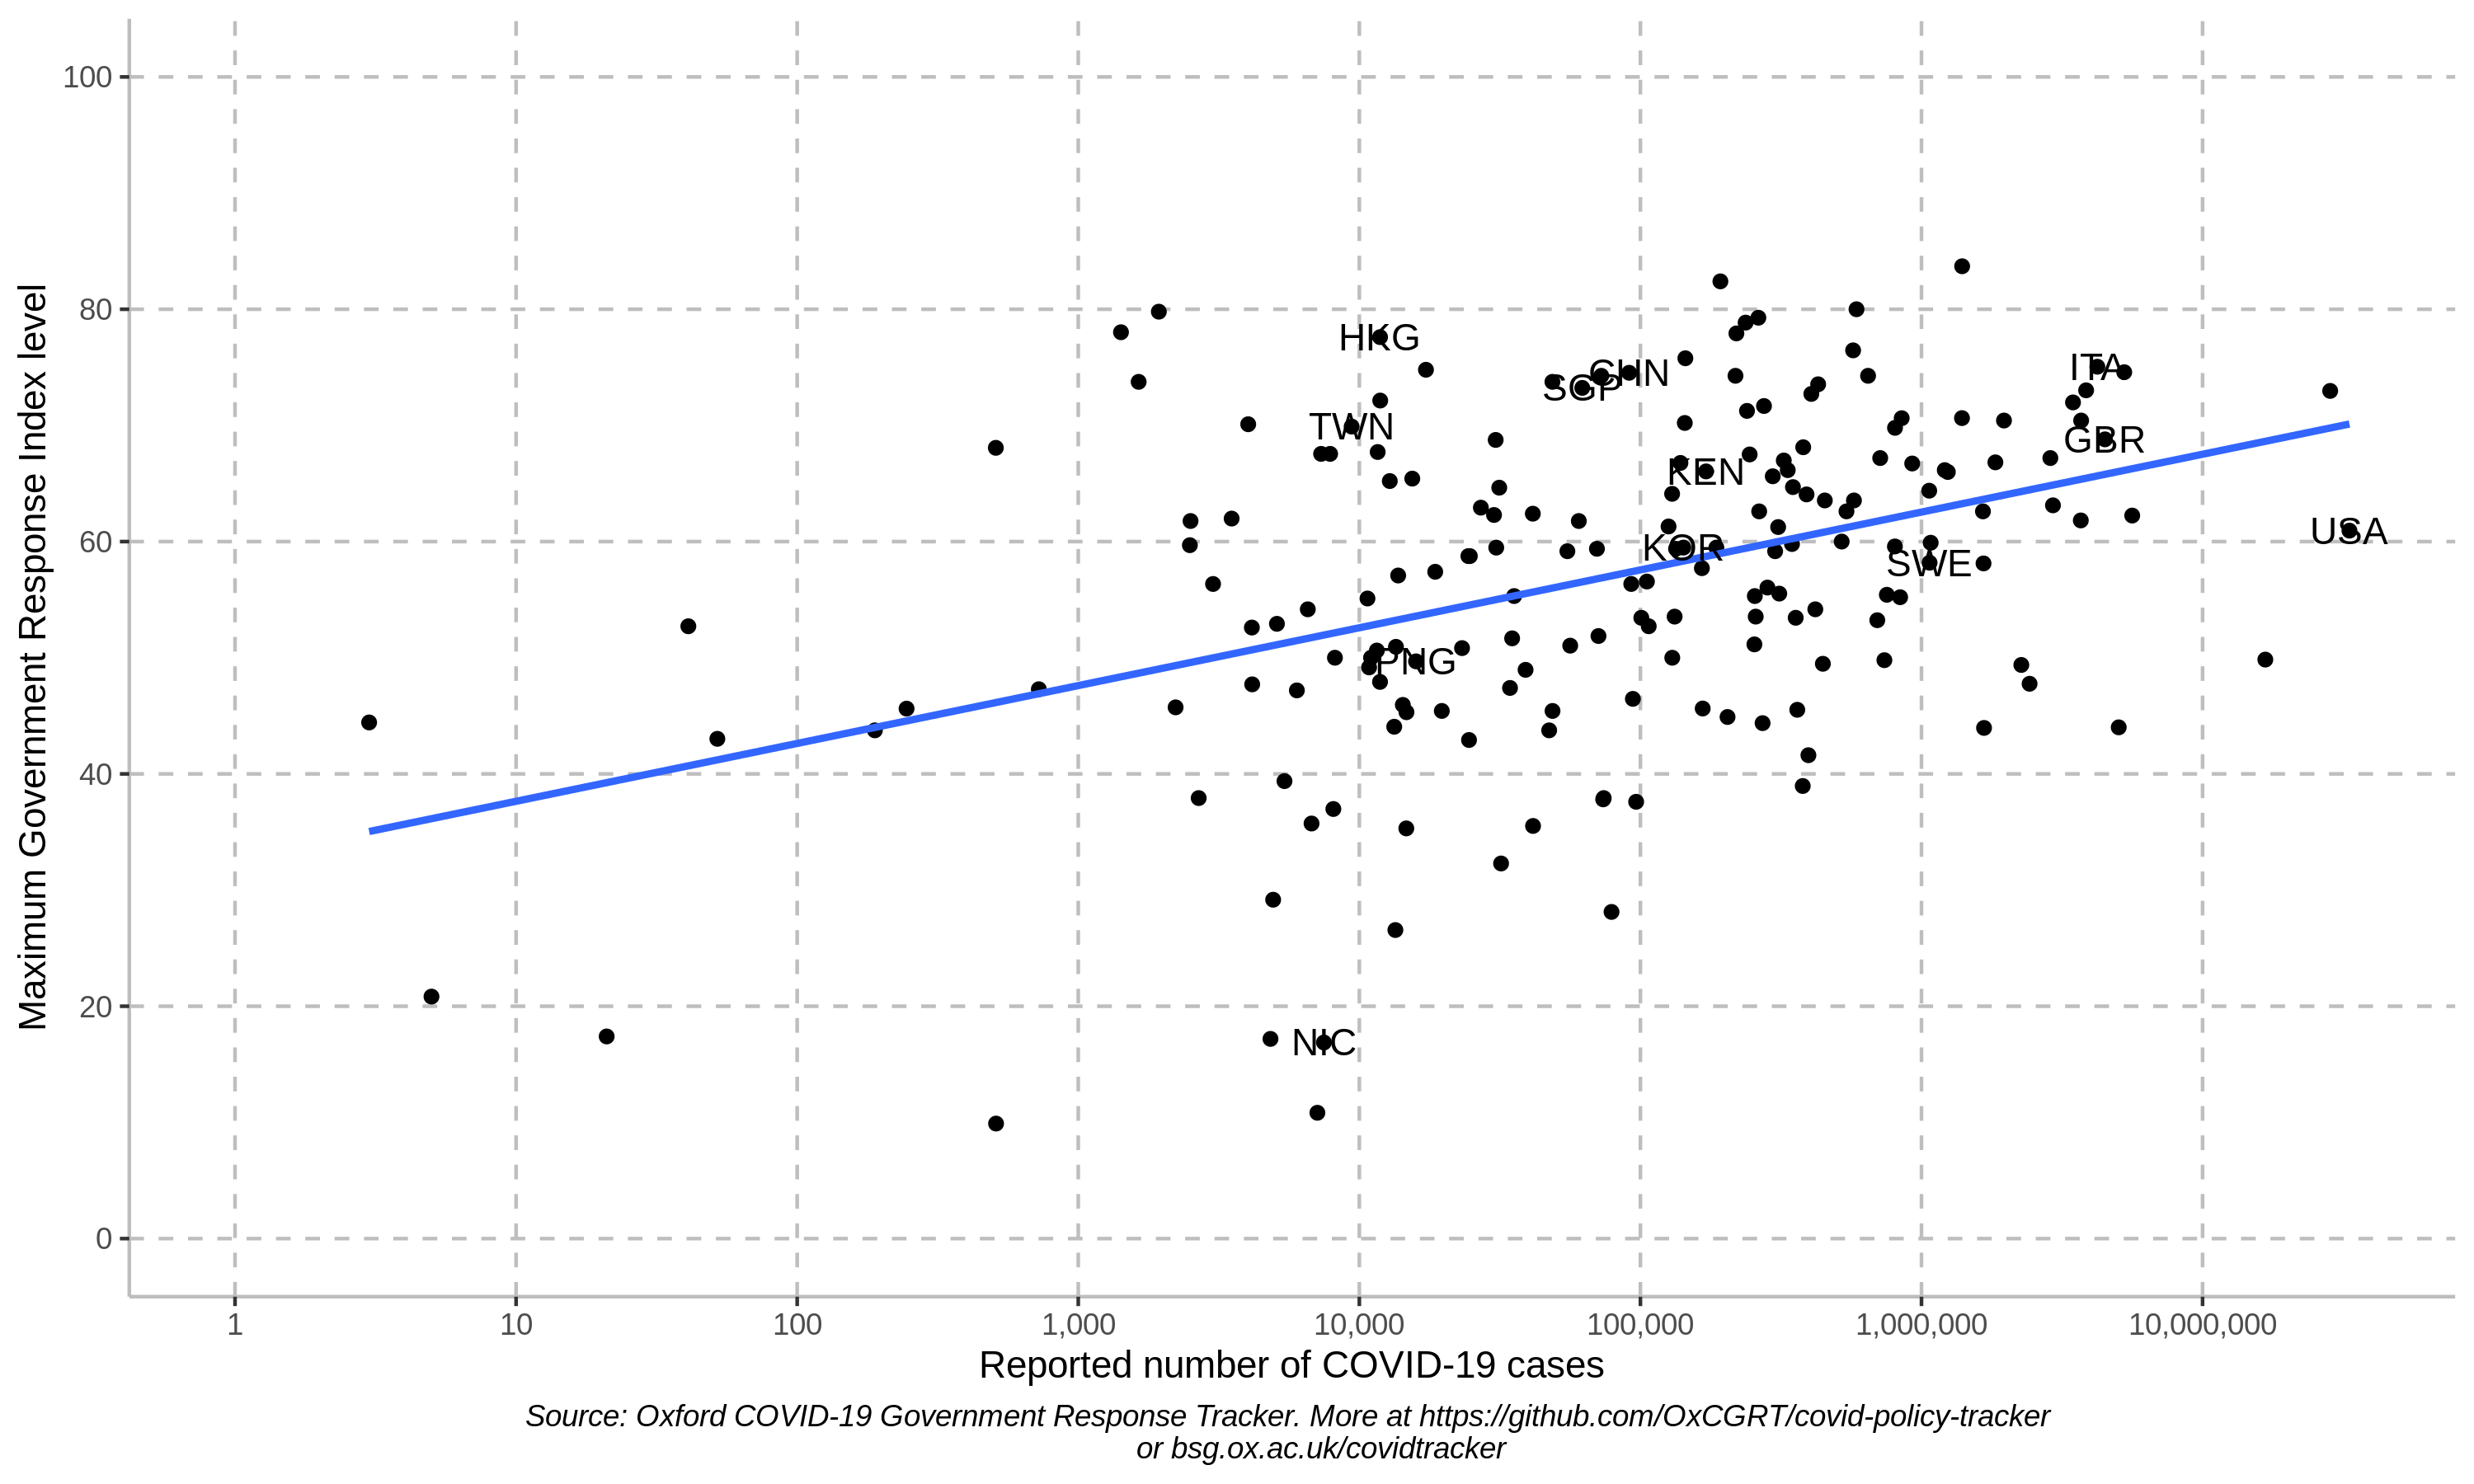 Maximum Government Response Index level
100
80
60
40
20
0
HKG
ITA
CHN
SGP
TWN
GBR
KEN
USA
KOR
SWE
PNG
NIC
1
10
100
1,000
10,000
100,000
1,000,000
10,000,000
Reported number of COVID-19 cases
Source: Oxford COVID-19 Government Response Tracker. More at https://github.com/OxCGRT/covid-policy-tracker
or bsg.ox.ac.uk/covidtracker